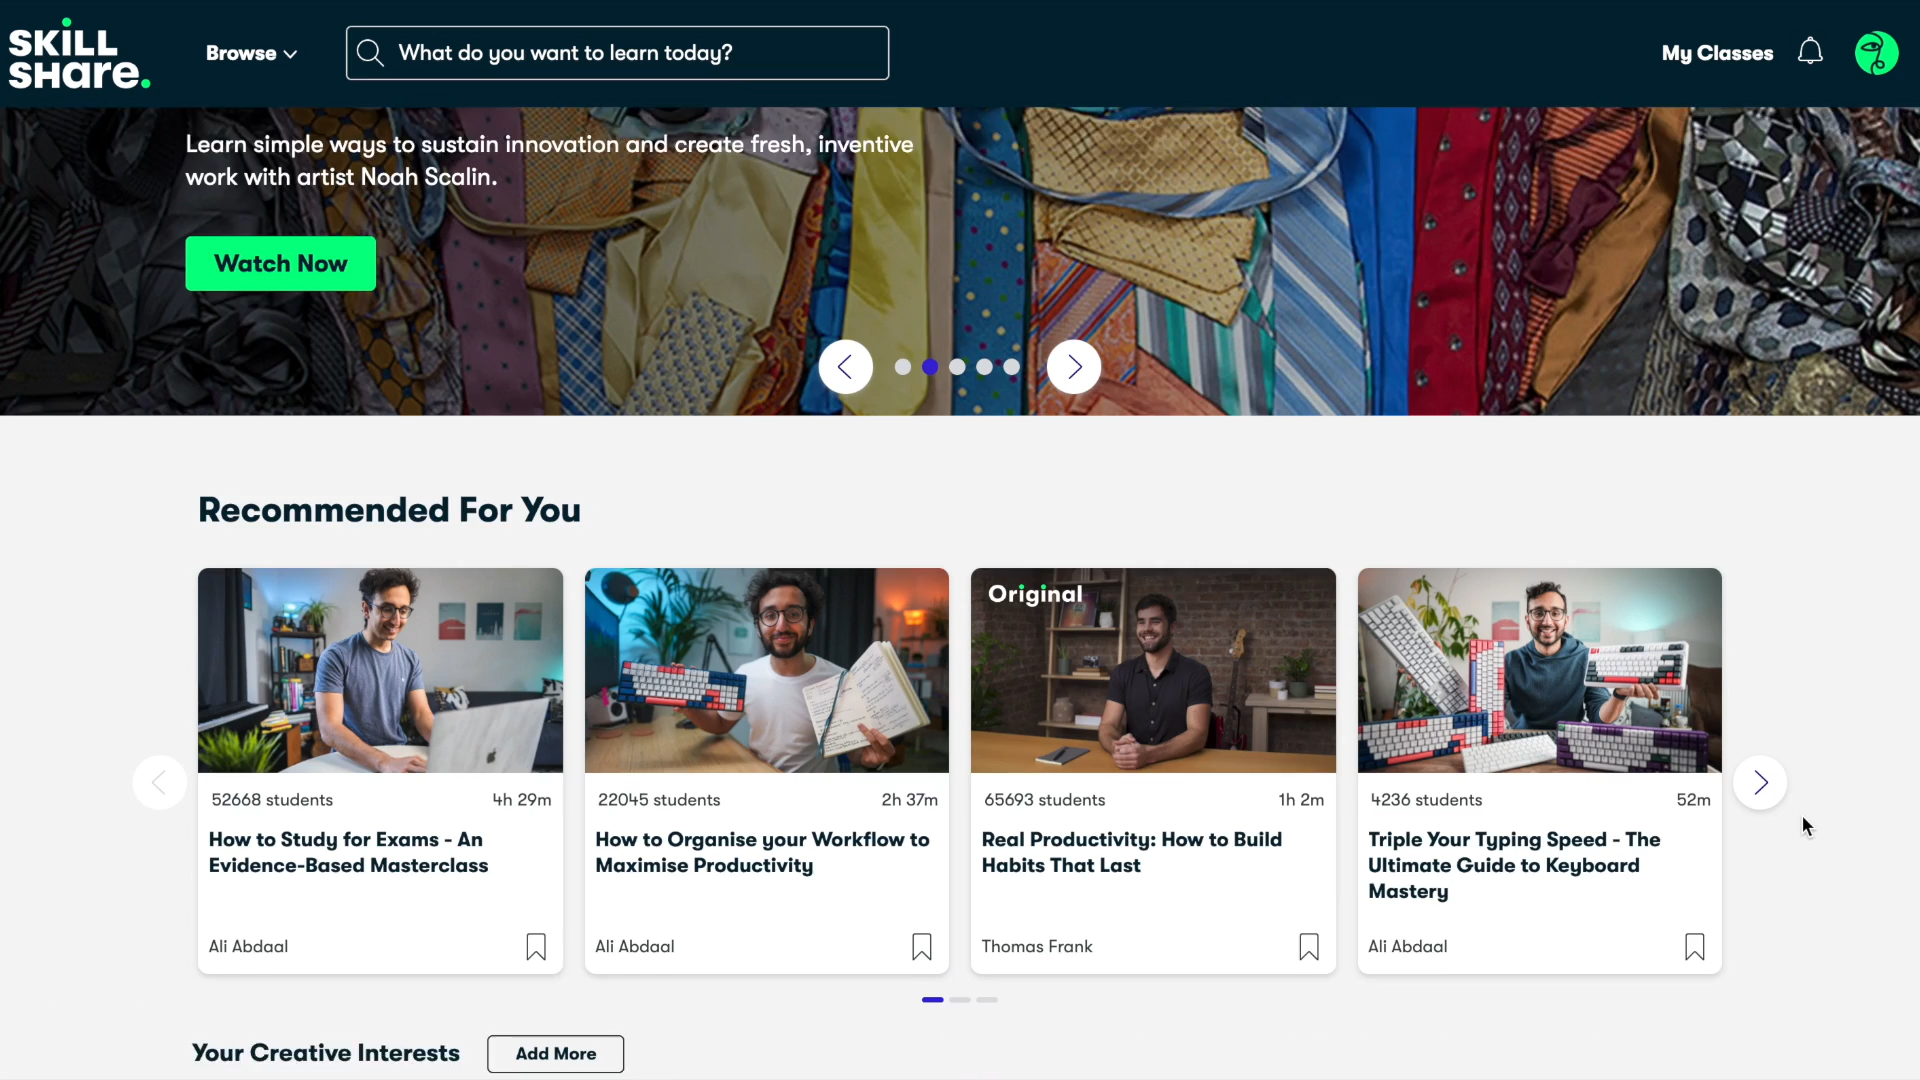 SKILL
SHare.
Browse
What do you want to learn today?
My Classes
Learn simple ways to sustain innovation and create fresh, inventive
work with artist Noah Scalin.
Watch Now
Recommended For You
52668 students 4h 29m
How to Study for Exams - An
Evidence-Based Masterclass
Ali Abdaal
22045 students 2h 37m
How to Organise your Workflow to
Maximise Productivity
Ali Abdaal
Original
65693 students 1h 2m
Real Productivity: How to Build
Habits That Last
Thomas Frank
4236 students 52m
Triple Your Typing Speed - The
Ultimate Guide to Keyboard
Mastery
Ali Abdaal
Your Creative Interests
Add More